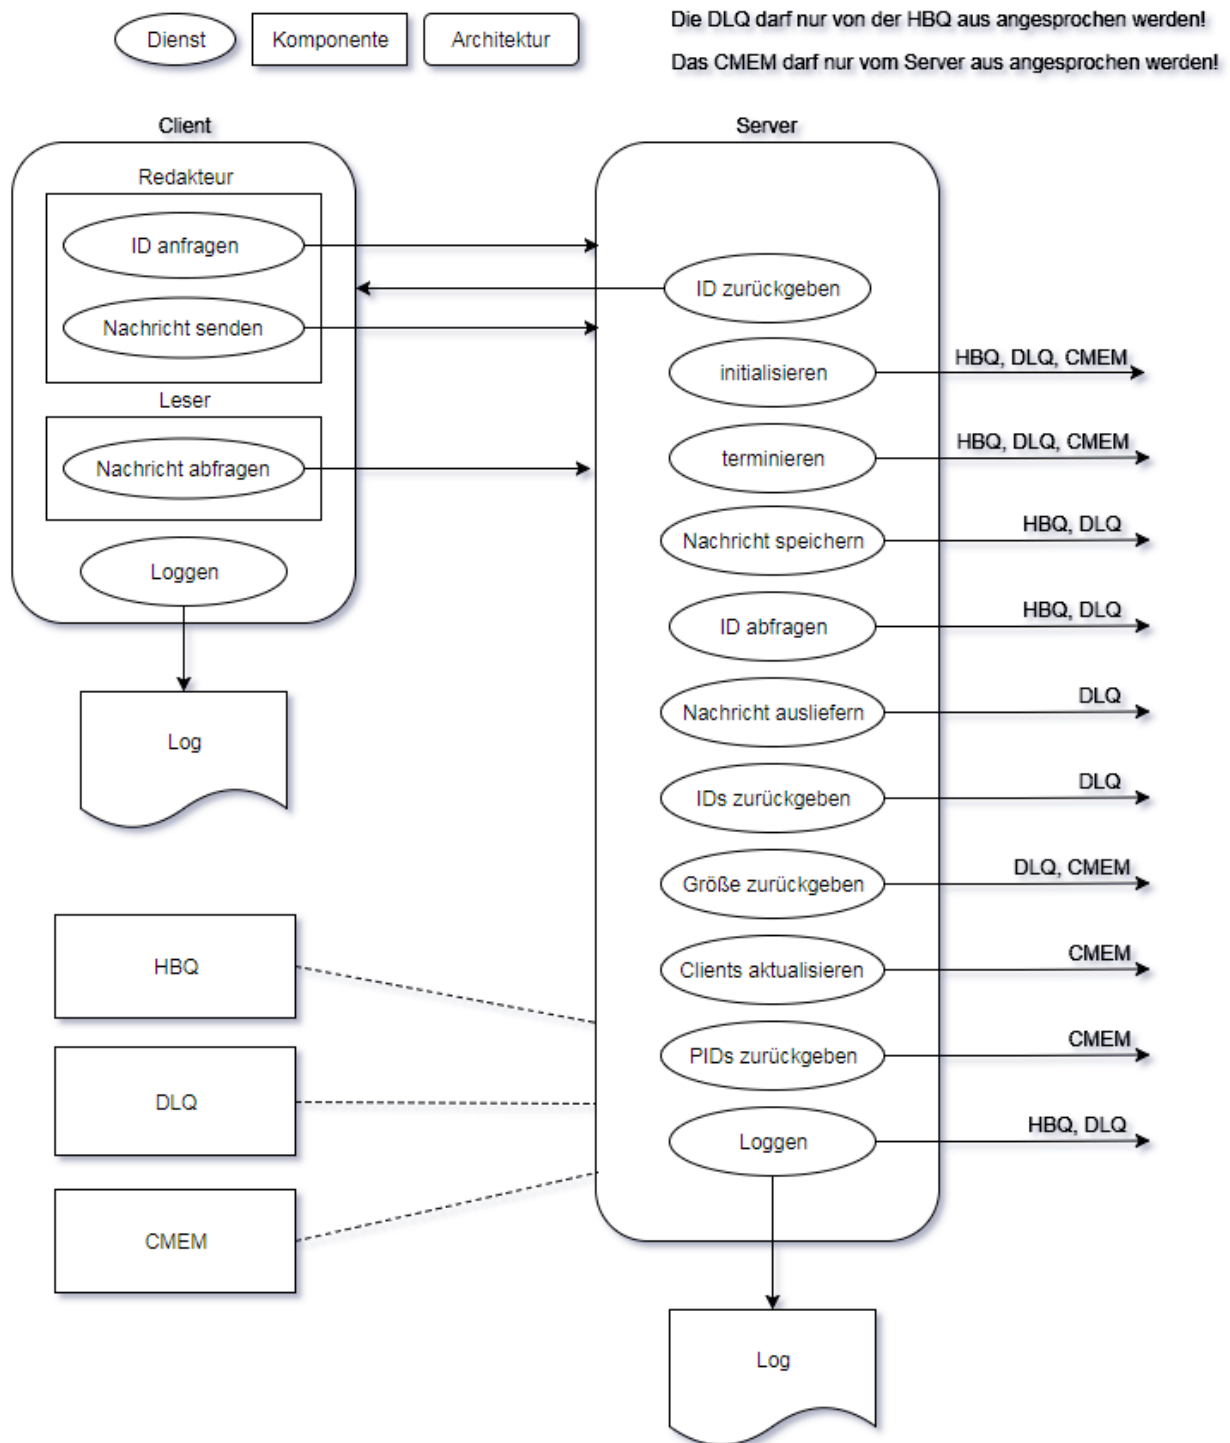 Die DLQ darf nur von der HBQ aus angesprochen werden!
Dienst
Komponente
Architektur
Das CMEM darf nur vom Server aus angesprochen werden!
Client
Server
Redakteur
ID anfragen
ID zurückgeben
Nachricht senden
initialisieren
HBQ, DLQ, CMEM
Leser
Nachricht abfragen
terminieren
HBQ, DLQ, CMEM
Nachricht speichern
HBQ, DLQ
Loggen
ID abfragen
HBQ, DLQ
Log
Nachricht ausliefern
DLQ
IDs zurückgeben
DLQ
Größe zurückgeben
DLQ, CMEM
HBQ
Clients aktualisieren
CMEM
PIDs zurückgeben
CMEM
DLQ
Loggen
HBQ, DLQ
CMEM
Log